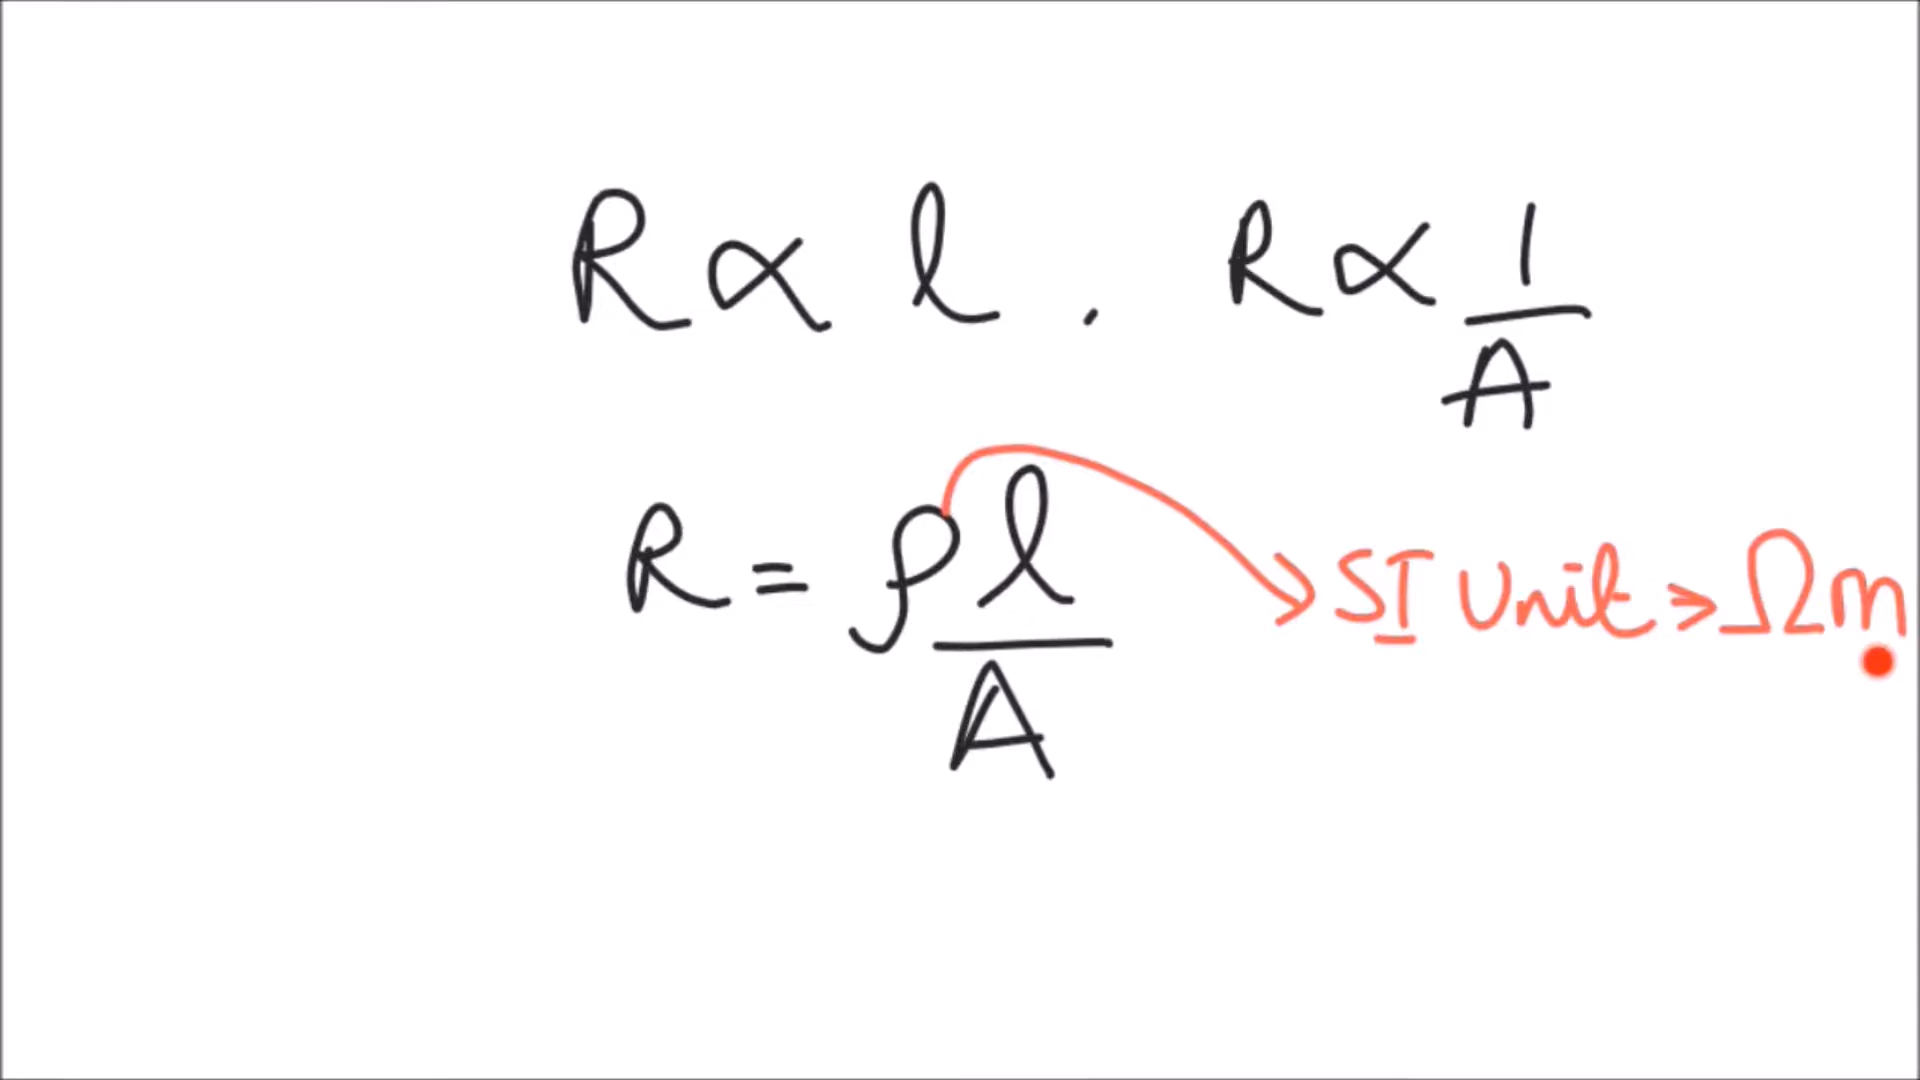 R ∝ l . R ∝ 1/A
R = ρl/A → SI Unit → Ωm